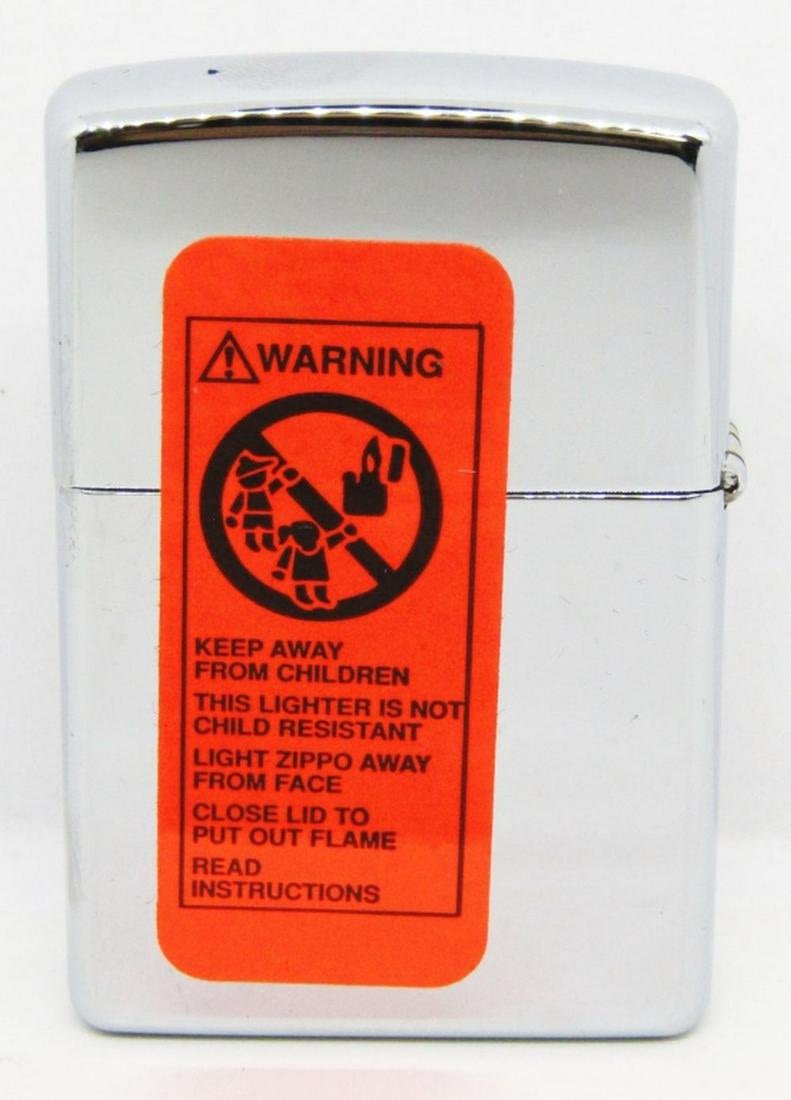 WARNING
KEEP AWAY
FROM CHILDREN
THIS LIGHTER IS NOT
CHILD RESISTANT
LIGHT ZIPPO AWAY
FROM FACE
CLOSE LID TO
PUT OUT FLAME
READ
INSTRUCTIONS